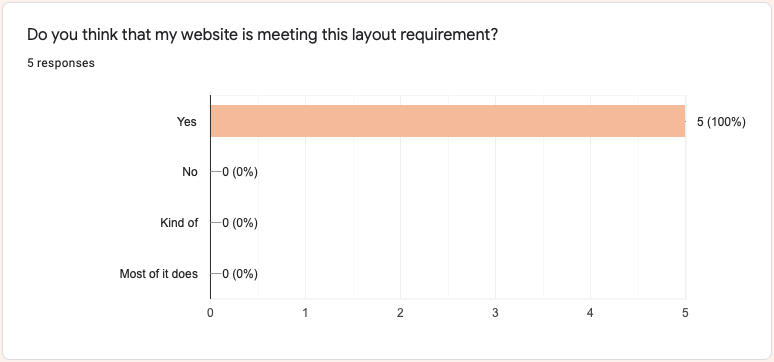 Do you think that my website is meeting this layout requirement?
5 responses
Yes 5 (100%)
No 0 (0%)
Kind of 0 (0%)
Most of it does 0 (0%)
0 1 2 3 4 5